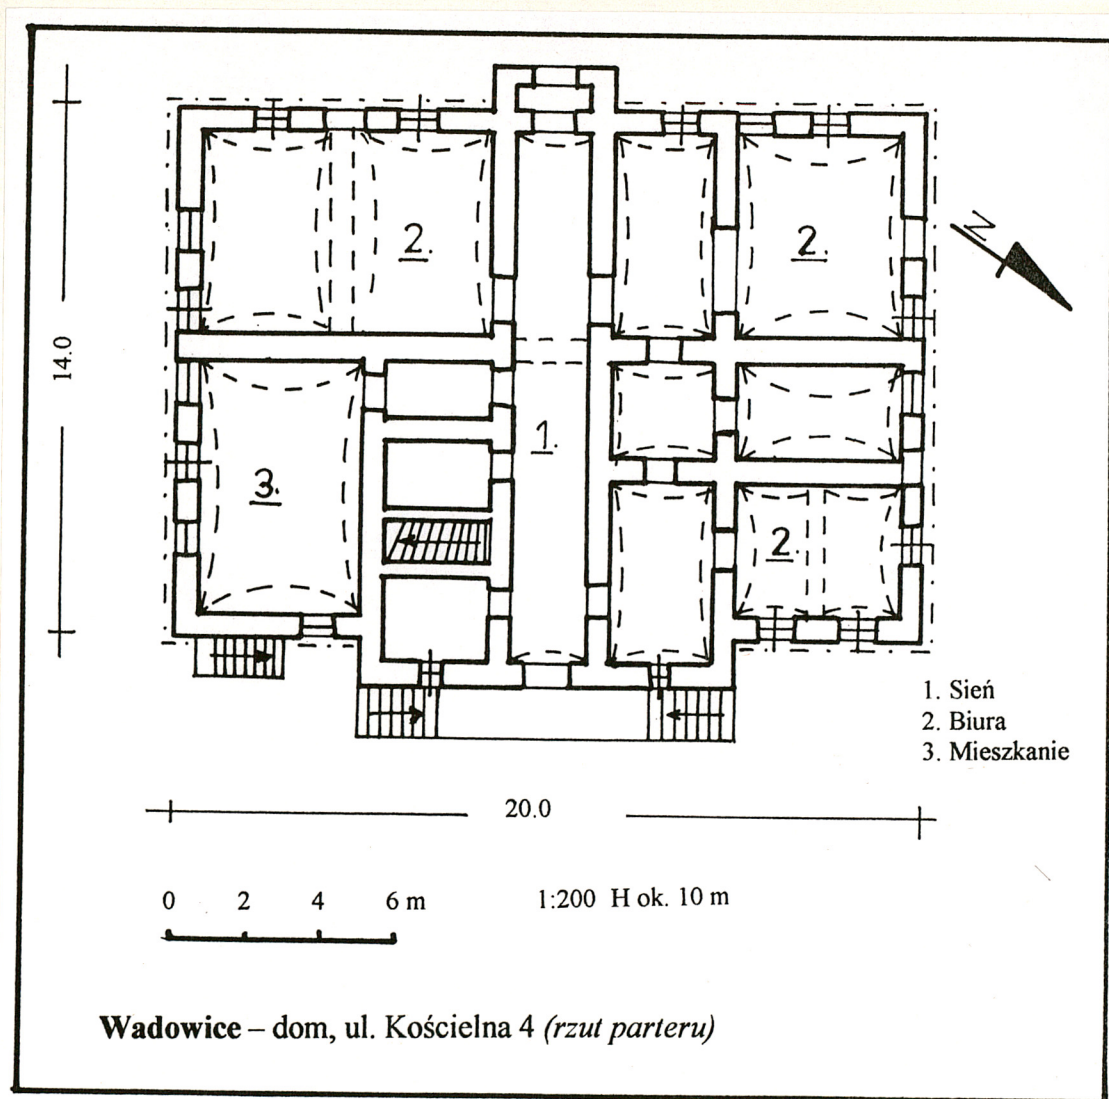 2.
2.
N
14.0
1.
3.
2.
1. Sień
2. Biura
3. Mieszkanie
20.0
0 2 4 6 m 1:200 H ok. 10 m
Wadowice – dom, ul. Kościelna 4 (rzut parteru)